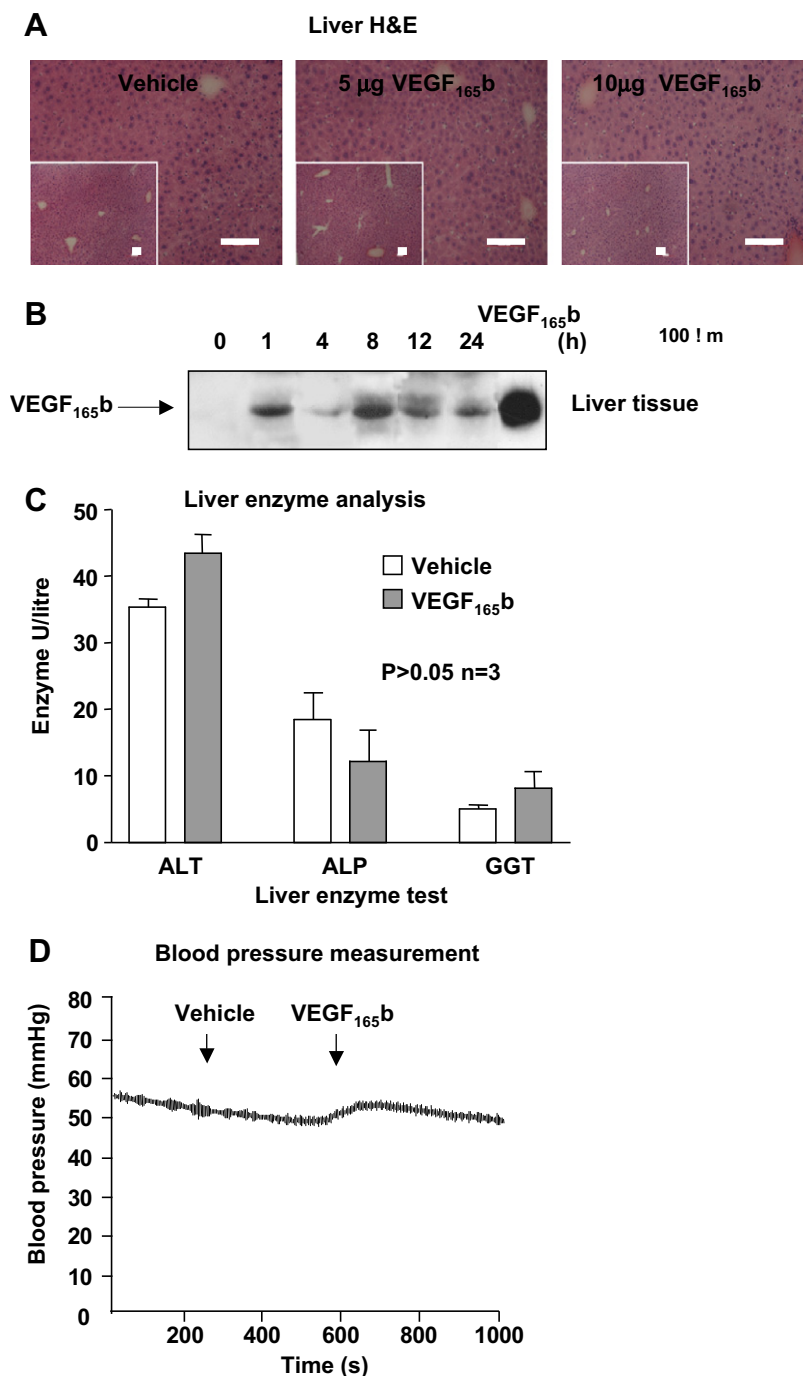 A
Liver H&E
Vehicle
5 µg VEGF₁₆₅b
10µg VEGF₁₆₅b
B
VEGF₁₆₅b
0 1 4 8 12 24 (h)
100 ! m
VEGF₁₆₅b
Liver tissue
C
Liver enzyme analysis
50
40
30
20
10
0
Enzyme U/litre
Vehicle
VEGF₁₆₅b
P>0.05 n=3
ALT ALP GGT
Liver enzyme test
D
Blood pressure measurement
80
70
60
50
40
30
20
10
0
Blood pressure (mmHg)
Vehicle
VEGF₁₆₅b
200 400 600 800 1000
Time (s)